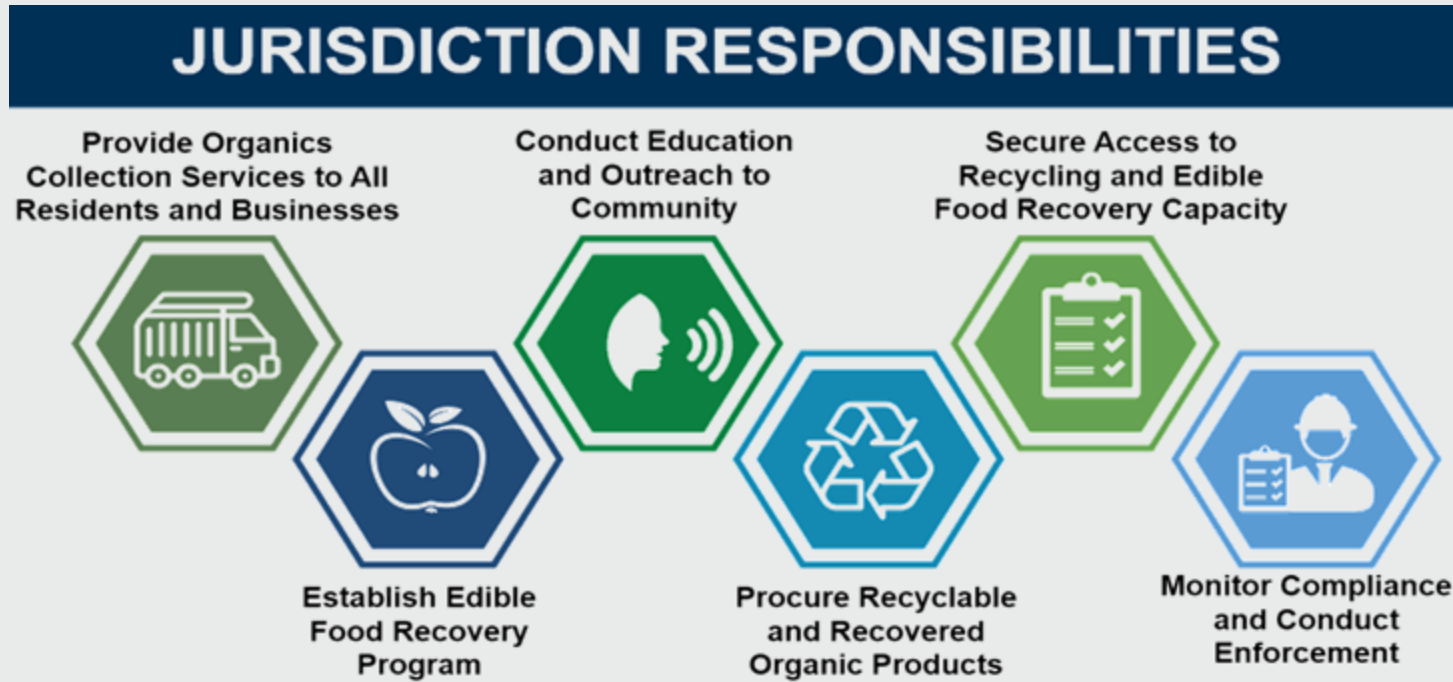 JURISDICTION RESPONSIBILITIES
Provide Organics
Collection Services to All
Residents and Businesses
Establish Edible
Food Recovery
Program
Conduct Education
and Outreach to
Community
Procure Recyclable
and Recovered
Organic Products
Secure Access to
Recycling and Edible
Food Recovery Capacity
Monitor Compliance
and Conduct
Enforcement